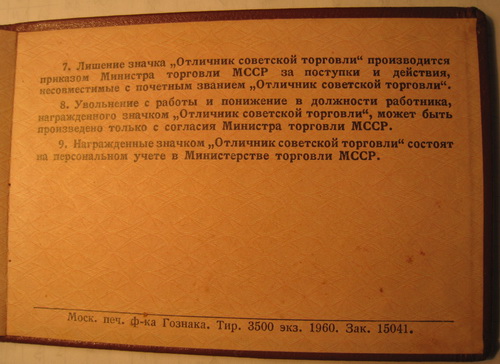 7. Лишение значка „Отличник советской торговли“ производится
приказом Министра торговли МССР за поступки и действия,
несовместимые с почетным званием „Отличник советской торговли“.
8. Увольнение с работы и понижение в должности работника,
награжденного значком „Отличник советской торговли“, может быть
произведено только с согласия Министра торговли МССР.
9. Награжденные значком „Отличник советской торговли“ состоят
на персональном учете в Министерстве торговли МССР.
Моск. печ. ф-ка Гознака. Тир. 3500 экз. 1960. Зак. 15041.